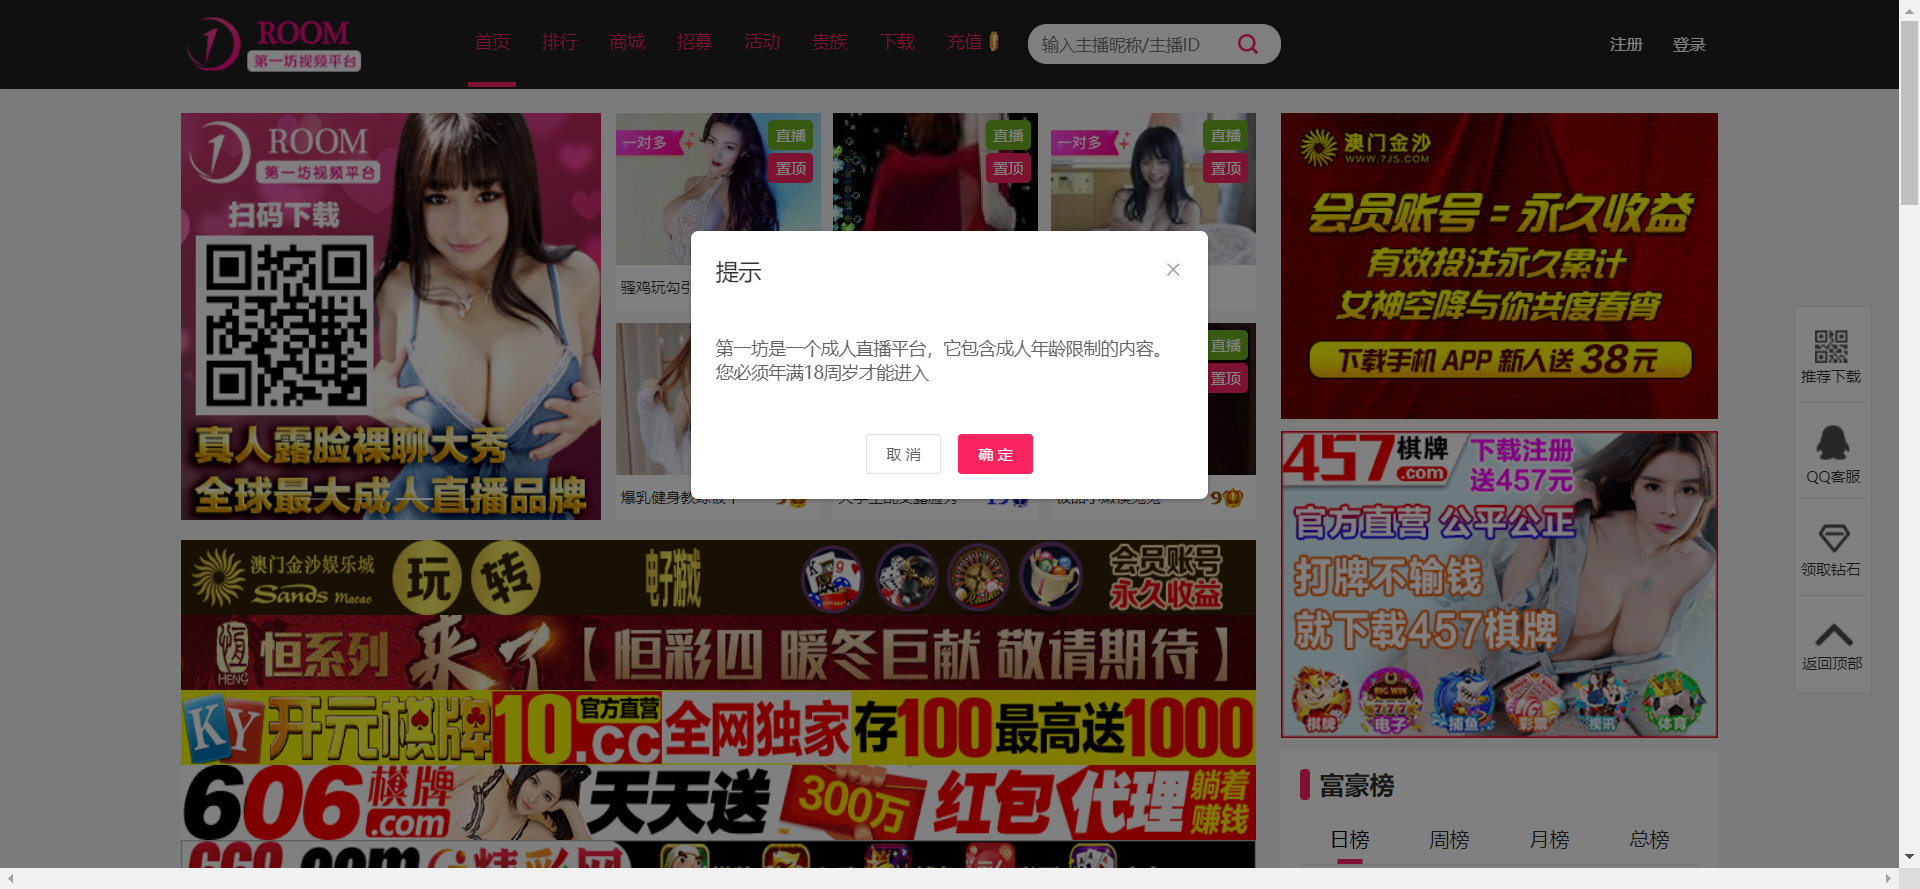 ROOM
第一坊视频平台
首页
排行
商城
招募
活动
贵族
下载
充值
输入主播昵称/主播ID
注册
登录
ROOM
第一坊视频平台
扫码下载
真人露脸裸聊大秀
全球最大成人直播品牌
一对多
直播
置顶
直播
置顶
一对多
直播
置顶
骚鸡玩勾引
直播
置顶
9
19
9
提示
第一坊是一个成人直播平台，它包含成人年龄限制的内容。
您必须年满18周岁才能进入
取 消
确 定
澳门金沙
WWW.7JS.COM
会员账号=永久收益
有效投注永久累计
女神空降与你共度春宵
下载手机 APP 新人送 38元
457棋牌
.com
下载注册
送457元
官方直营 公平公正
打牌不输钱
就下载457棋牌
棋牌
BIG WIN
777
电子
捕鱼
彩票
视讯
体育
推荐下载
QQ客服
领取钻石
返回顶部
澳门金沙娱乐城
Sands Macao
玩转
电子游戏
会员账号
永久收益
恒
HENG
恒系列 来了【恒彩四 暖冬巨献 敬请期待】
KY开元棋牌10.cc
官方直营
全网独家
存100最高送1000
606棋牌
.com
天天送
300万
红包代理
躺着
赚钱
富豪榜
日榜
周榜
月榜
总榜